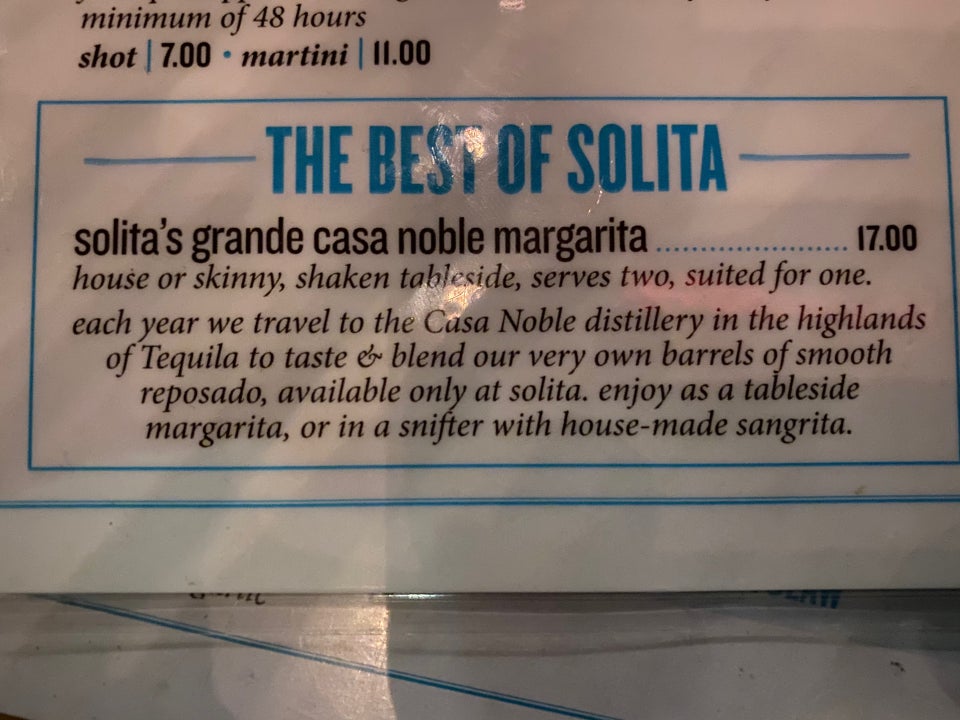 minimum of 48 hours
shot | 7.00 • martini | 11.00
THE BEST OF SOLITA
solita's grande casa noble margarita ........................ 17.00
house or skinny, shaken tableside, serves two, suited for one.
each year we travel to the Casa Noble distillery in the highlands
of Tequila to taste & blend our very own barrels of smooth
reposado, available only at solita. enjoy as a tableside
margarita, or in a snifter with house-made sangrita.